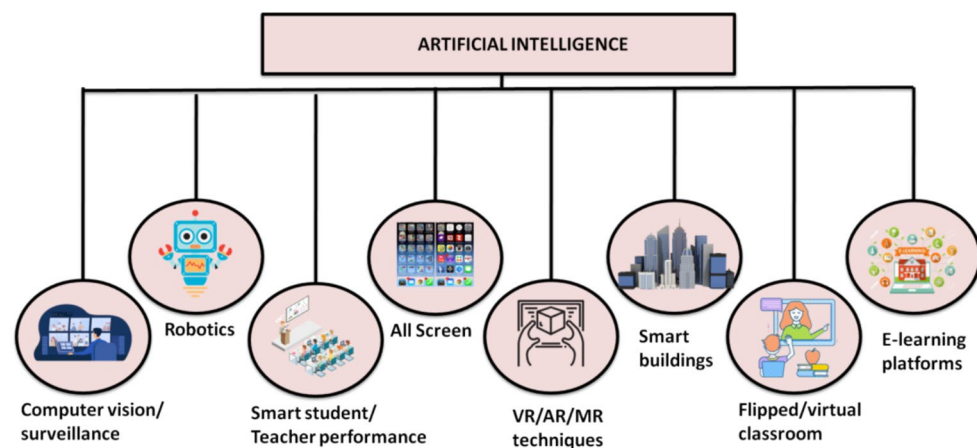 ARTIFICIAL INTELLIGENCE
Robotics
All Screen
Smart
buildings
E-learning
platforms
Computer vision/
surveillance
Smart student/
Teacher performance
VR/AR/MR
techniques
Flipped/virtual
classroom
E-LEARNING